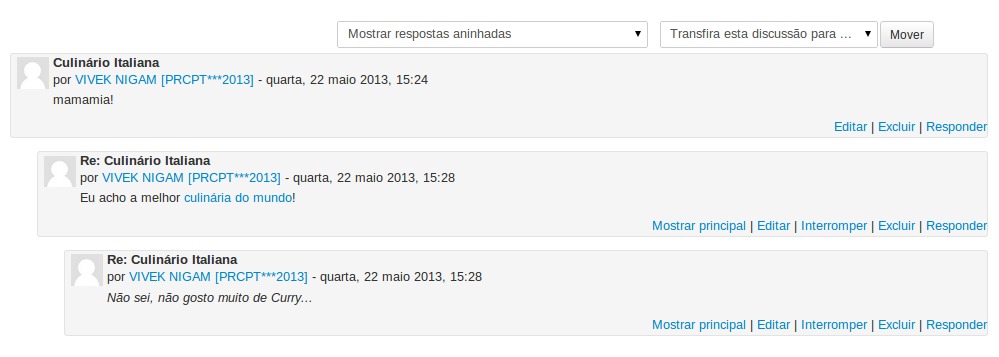 Mostrar respostas aninhadas
Transfira esta discussão para ...
Mover
Culinário Italiana
por VIVEK NIGAM [PRCPT***2013] - quarta, 22 maio 2013, 15:24
mamamia!
Editar | Excluir | Responder
Re: Culinário Italiana
por VIVEK NIGAM [PRCPT***2013] - quarta, 22 maio 2013, 15:28
Eu acho a melhor culinária do mundo!
Mostrar principal | Editar | Interromper | Excluir | Responder
Re: Culinário Italiana
por VIVEK NIGAM [PRCPT***2013] - quarta, 22 maio 2013, 15:28
Não sei, não gosto muito de Curry...
Mostrar principal | Editar | Interromper | Excluir | Responder